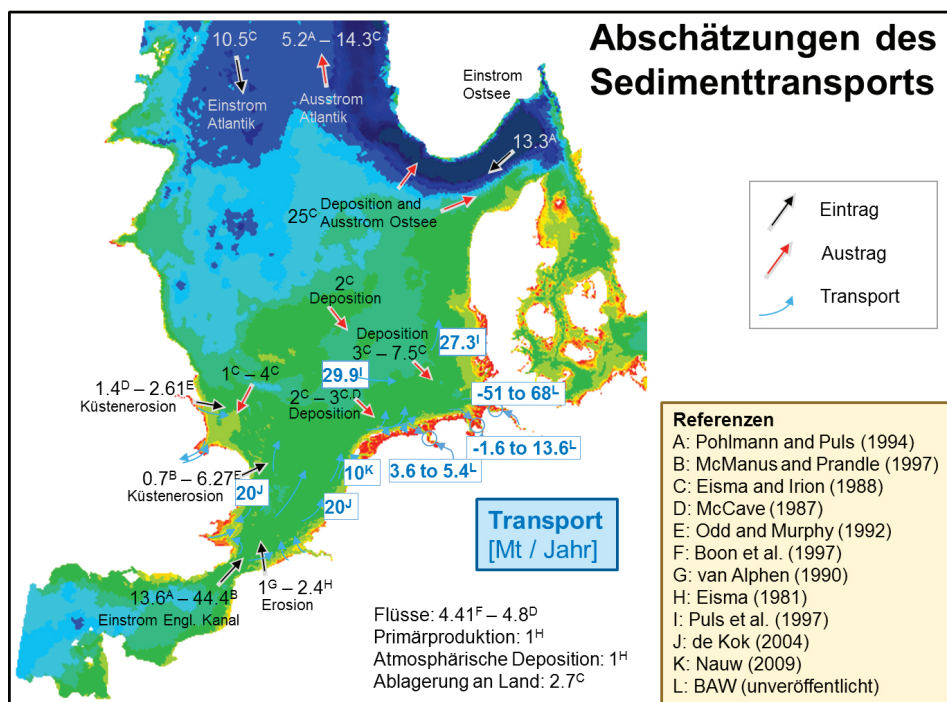 Abschätzungen des
Sedimenttransports
10.5ᶜ
5.2ᴬ – 14.3ᶜ
Einstrom
Atlantik
Ausstrom
Atlantik
Einstrom
Ostsee
13.3ᴬ
25ᶜ
Deposition and
Ausstrom Ostsee
Eintrag
Austrag
Transport
2ᶜ
Deposition
Deposition
3ᶜ – 7.5ᶜ
27.3ᴵ
29.9ᴵ
1ᶜ – 4ᶜ
1.4ᴰ – 2.61ᴱ
Küstenerosion
2ᶜ – 3ᶜ,ᴰ
Deposition
-51 to 68ᴸ
-1.6 to 13.6ᴸ
3.6 to 5.4ᴸ
10ᴷ
0.7ᴮ – 6.27ᴱ
Küstenerosion
20ᴶ
20ᴶ
Transport
[Mt / Jahr]
1ᴳ – 2.4ᴴ
Erosion
13.6ᴬ – 44.4ᴮ
Einstrom Engl. Kanal
Flüsse: 4.41ᶠ – 4.8ᴰ
Primärproduktion: 1ᴴ
Atmosphärische Deposition: 1ᴴ
Ablagerung an Land: 2.7ᶜ
Referenzen
A: Pohlmann and Puls (1994)
B: McManus and Prandle (1997)
C: Eisma and Irion (1988)
D: McCave (1987)
E: Odd and Murphy (1992)
F: Boon et al. (1997)
G: van Alphen (1990)
H: Eisma (1981)
I: Puls et al. (1997)
J: de Kok (2004)
K: Nauw (2009)
L: BAW (unveröffentlicht)